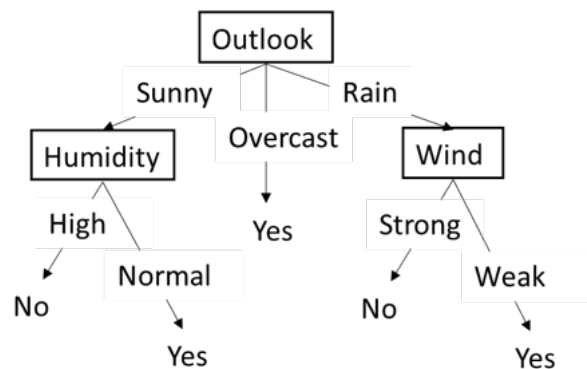 Outlook
Sunny
Rain
Overcast
Humidity
Wind
High
Yes
Strong
Normal
Weak
No
No
Yes
Yes